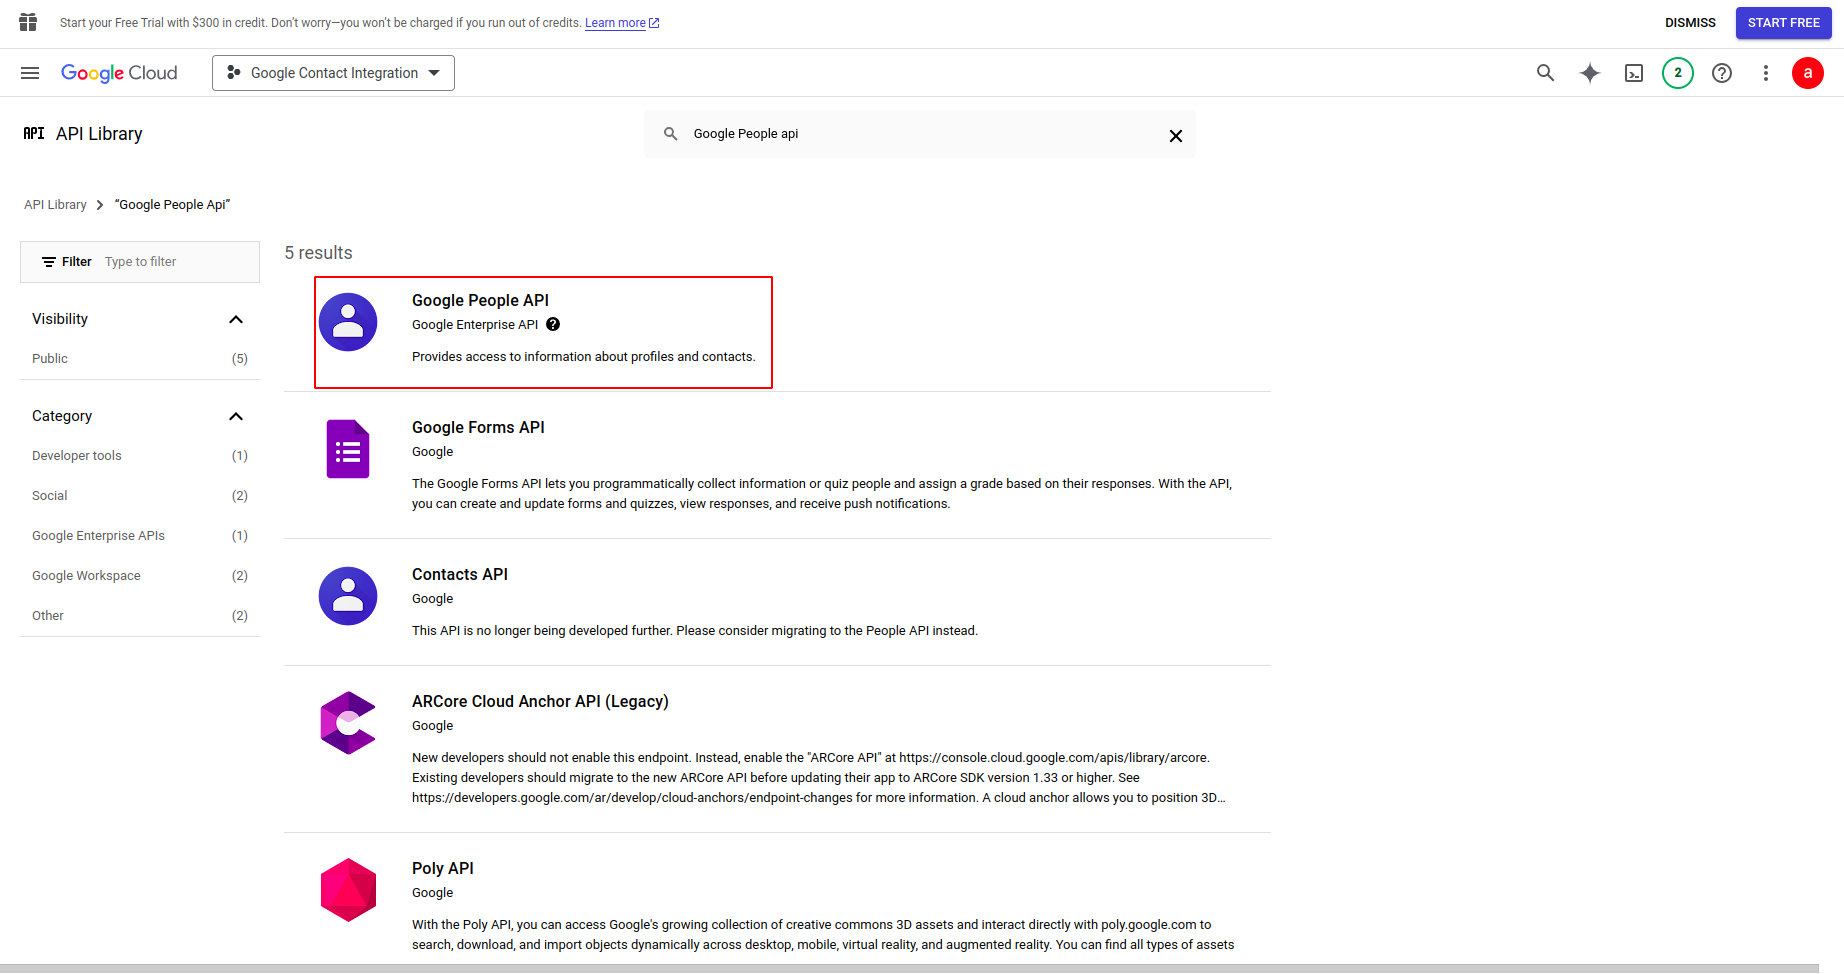 Start your Free Trial with $300 in credit. Don't worry—you won't be charged if you run out of credits. Learn more
DISMISS
START FREE
Google Cloud
Google Contact Integration
2
a
API API Library
Google People api
API Library > “Google People Api”
Filter Type to filter
5 results
Visibility
Public (5)
Category
Developer tools (1)
Social (2)
Google Enterprise APIs (1)
Google Workspace (2)
Other (2)
Google People API
Google Enterprise API
Provides access to information about profiles and contacts.
Google Forms API
Google
The Google Forms API lets you programmatically collect information or quiz people and assign a grade based on their responses. With the API,
you can create and update forms and quizzes, view responses, and receive push notifications.
Contacts API
Google
This API is no longer being developed further. Please consider migrating to the People API instead.
ARCore Cloud Anchor API (Legacy)
Google
New developers should not enable this endpoint. Instead, enable the "ARCore API" at https://console.cloud.google.com/apis/library/arcore.
Existing developers should migrate to the new ARCore API before updating their app to ARCore SDK version 1.33 or higher. See
https://developers.google.com/ar/develop/cloud-anchors/endpoint-changes for more information. A cloud anchor allows you to position 3D…
Poly API
Google
With the Poly API, you can access Google's growing collection of creative commons 3D assets and interact directly with poly.google.com to
search, download, and import objects dynamically across desktop, mobile, virtual reality, and augmented reality. You can find all types of assets